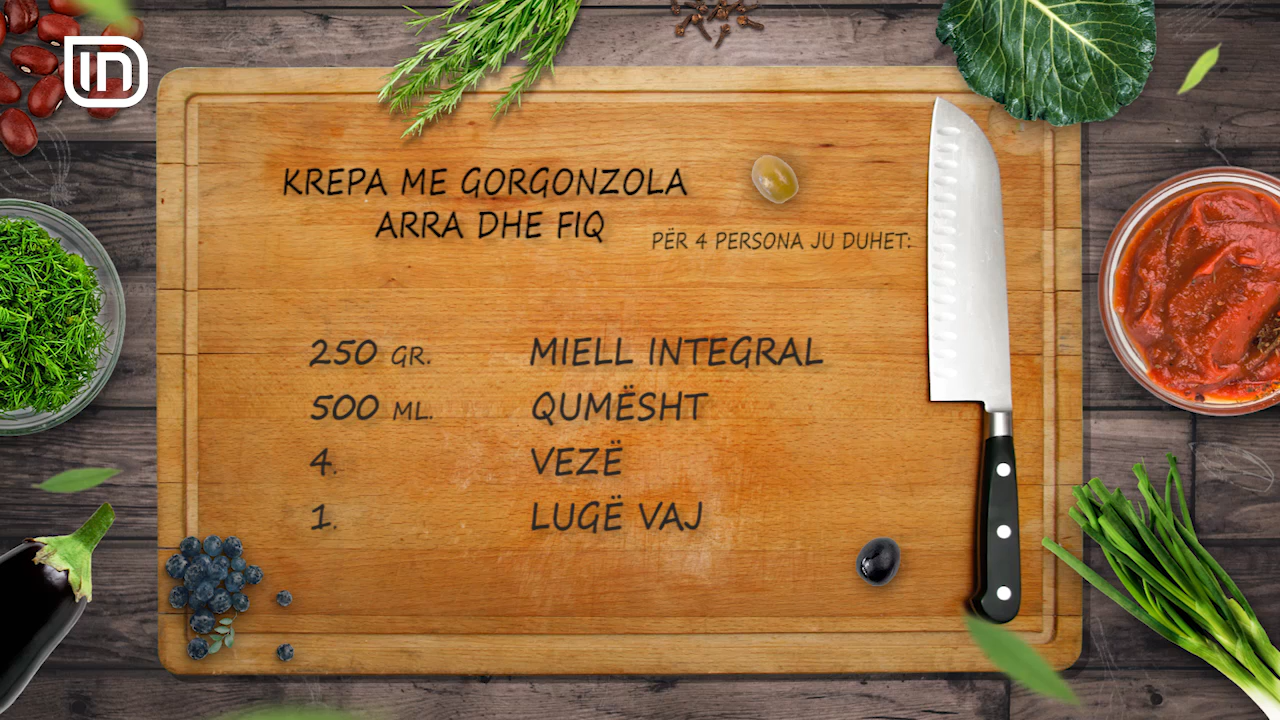 IN
KREPA ME GORGONZOLA
ARRA DHE FIQ
PËR 4 PERSONA JU DUHET:
250 GR. MIELL INTEGRAL
500 ML. QUMËSHT
4. VEZË
1. LUGË VAJ